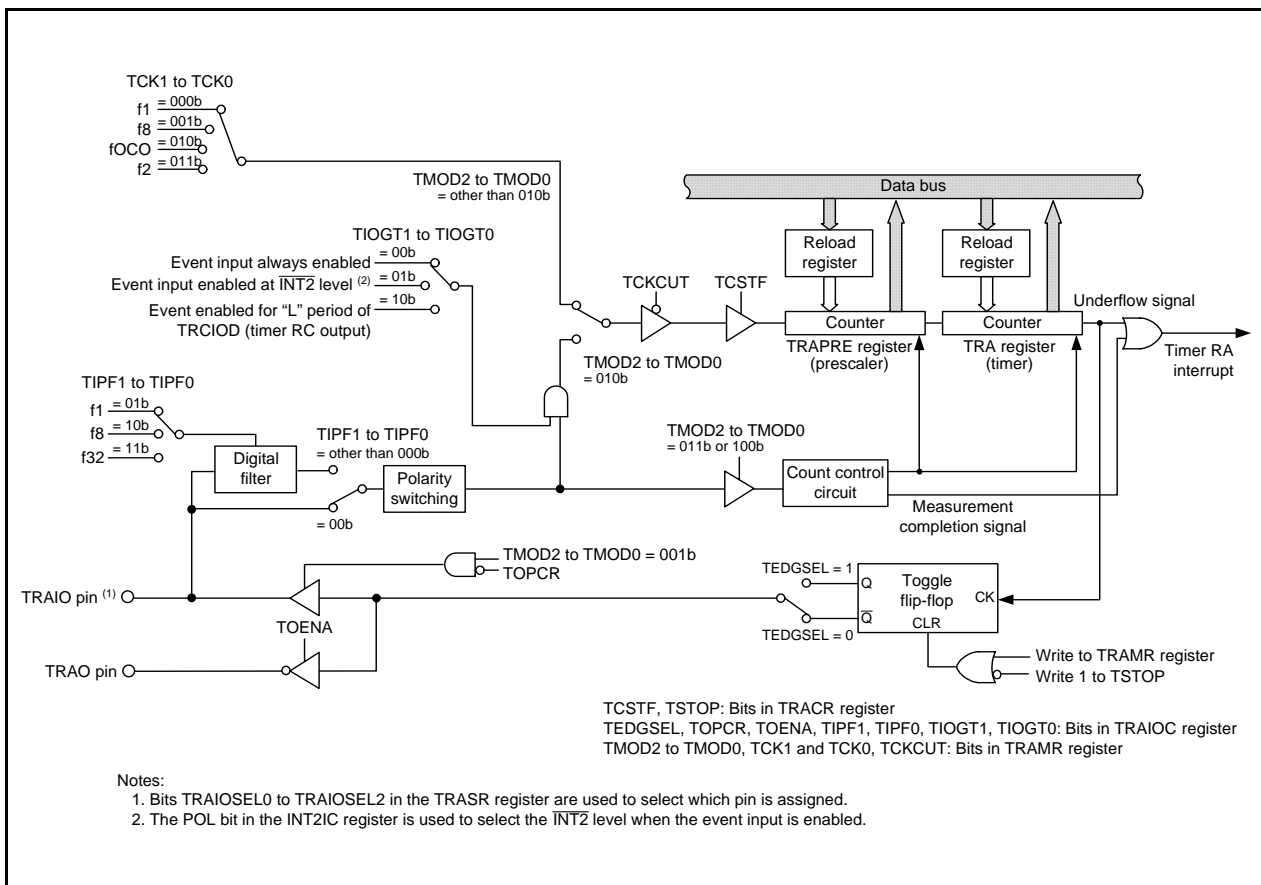 TCK1 to TCK0
f1 = 000b
f8 = 001b
fOCO = 010b
f2 = 011b
TMOD2 to TMOD0
= other than 010b
Data bus
TIOGT1 to TIOGT0
Event input always enabled = 00b
Event input enabled at INT2 level (2) = 01b
Event enabled for “L” period of = 10b
TRCIOD (timer RC output)
Reload
register
Reload
register
TCKCUT
TCSTF
Underflow signal
Counter
Counter
TRAPRE register
(prescaler)
TRA register
(timer)
Timer RA
interrupt
TMOD2 to TMOD0
= 010b
TIPF1 to TIPF0
f1 = 01b
f8 = 10b
f32 = 11b
Digital
filter
TIPF1 to TIPF0
= other than 000b
= 00b
Polarity
switching
TMOD2 to TMOD0
= 011b or 100b
Count control
circuit
Measurement
completion signal
TMOD2 to TMOD0 = 001b
TOPCR
TRAIO pin (1)
TOENA
TRAO pin
TEDGSEL = 1
TEDGSEL = 0
Q
Q
Toggle
flip-flop
CK
CLR
Write to TRAMR register
Write 1 to TSTOP
TCSTF, TSTOP: Bits in TRACR register
TEDGSEL, TOPCR, TOENA, TIPF1, TIPF0, TIOGT1, TIOGT0: Bits in TRAIOC register
TMOD2 to TMOD0, TCK1 and TCK0, TCKCUT: Bits in TRAMR register
Notes:
1. Bits TRAIOSEL0 to TRAIOSEL2 in the TRASR register are used to select which pin is assigned.
2. The POL bit in the INT2IC register is used to select the INT2 level when the event input is enabled.